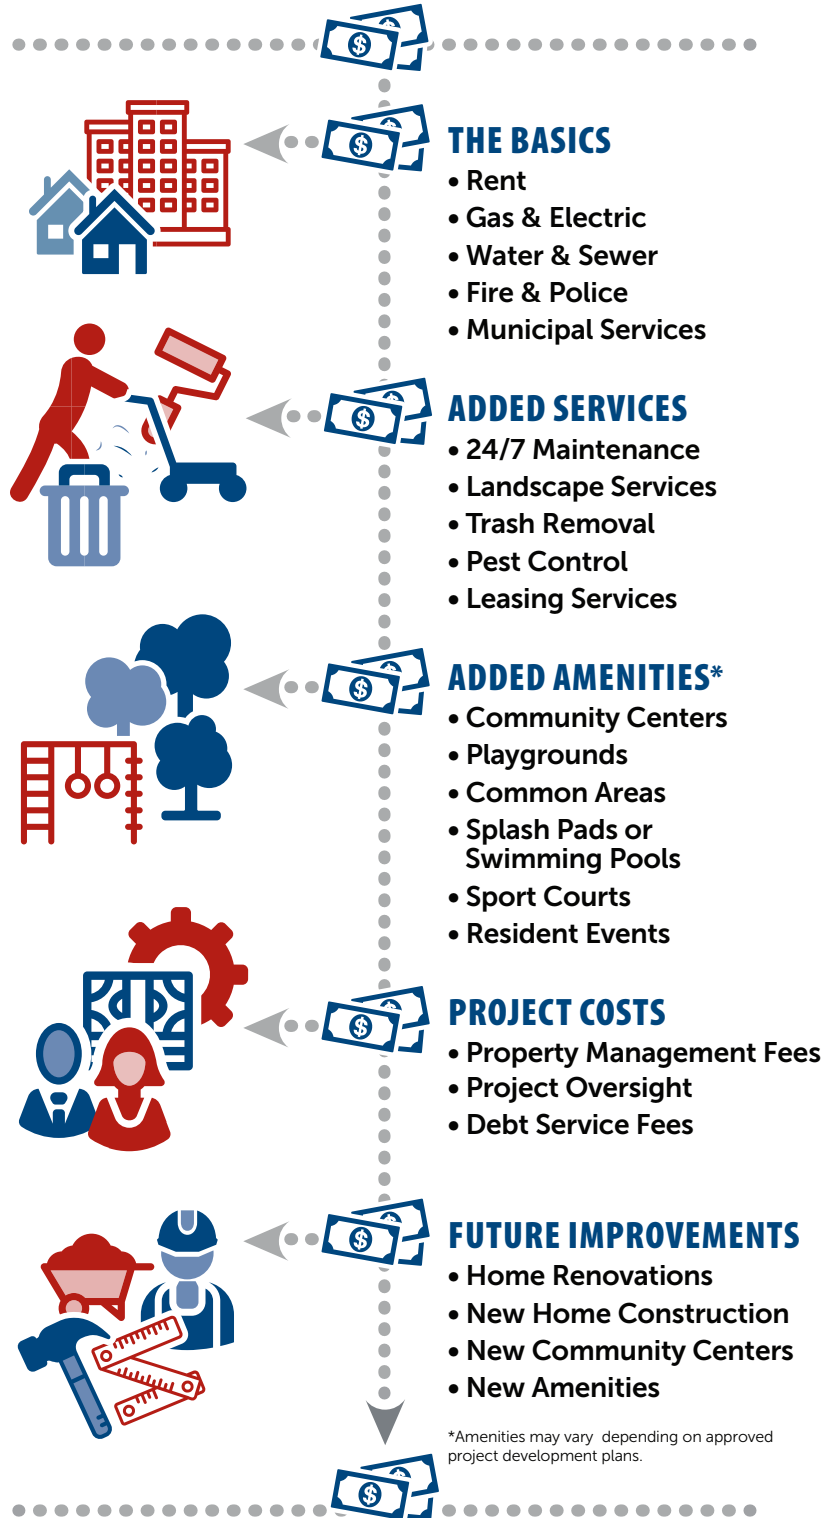 THE BASICS
• Rent
• Gas & Electric
• Water & Sewer
• Fire & Police
• Municipal Services
ADDED SERVICES
• 24/7 Maintenance
• Landscape Services
• Trash Removal
• Pest Control
• Leasing Services
ADDED AMENITIES*
• Community Centers
• Playgrounds
• Common Areas
• Splash Pads or
Swimming Pools
• Sport Courts
• Resident Events
PROJECT COSTS
• Property Management Fees
• Project Oversight
• Debt Service Fees
FUTURE IMPROVEMENTS
• Home Renovations
• New Home Construction
• New Community Centers
• New Amenities
*Amenities may vary depending on approved
project development plans.